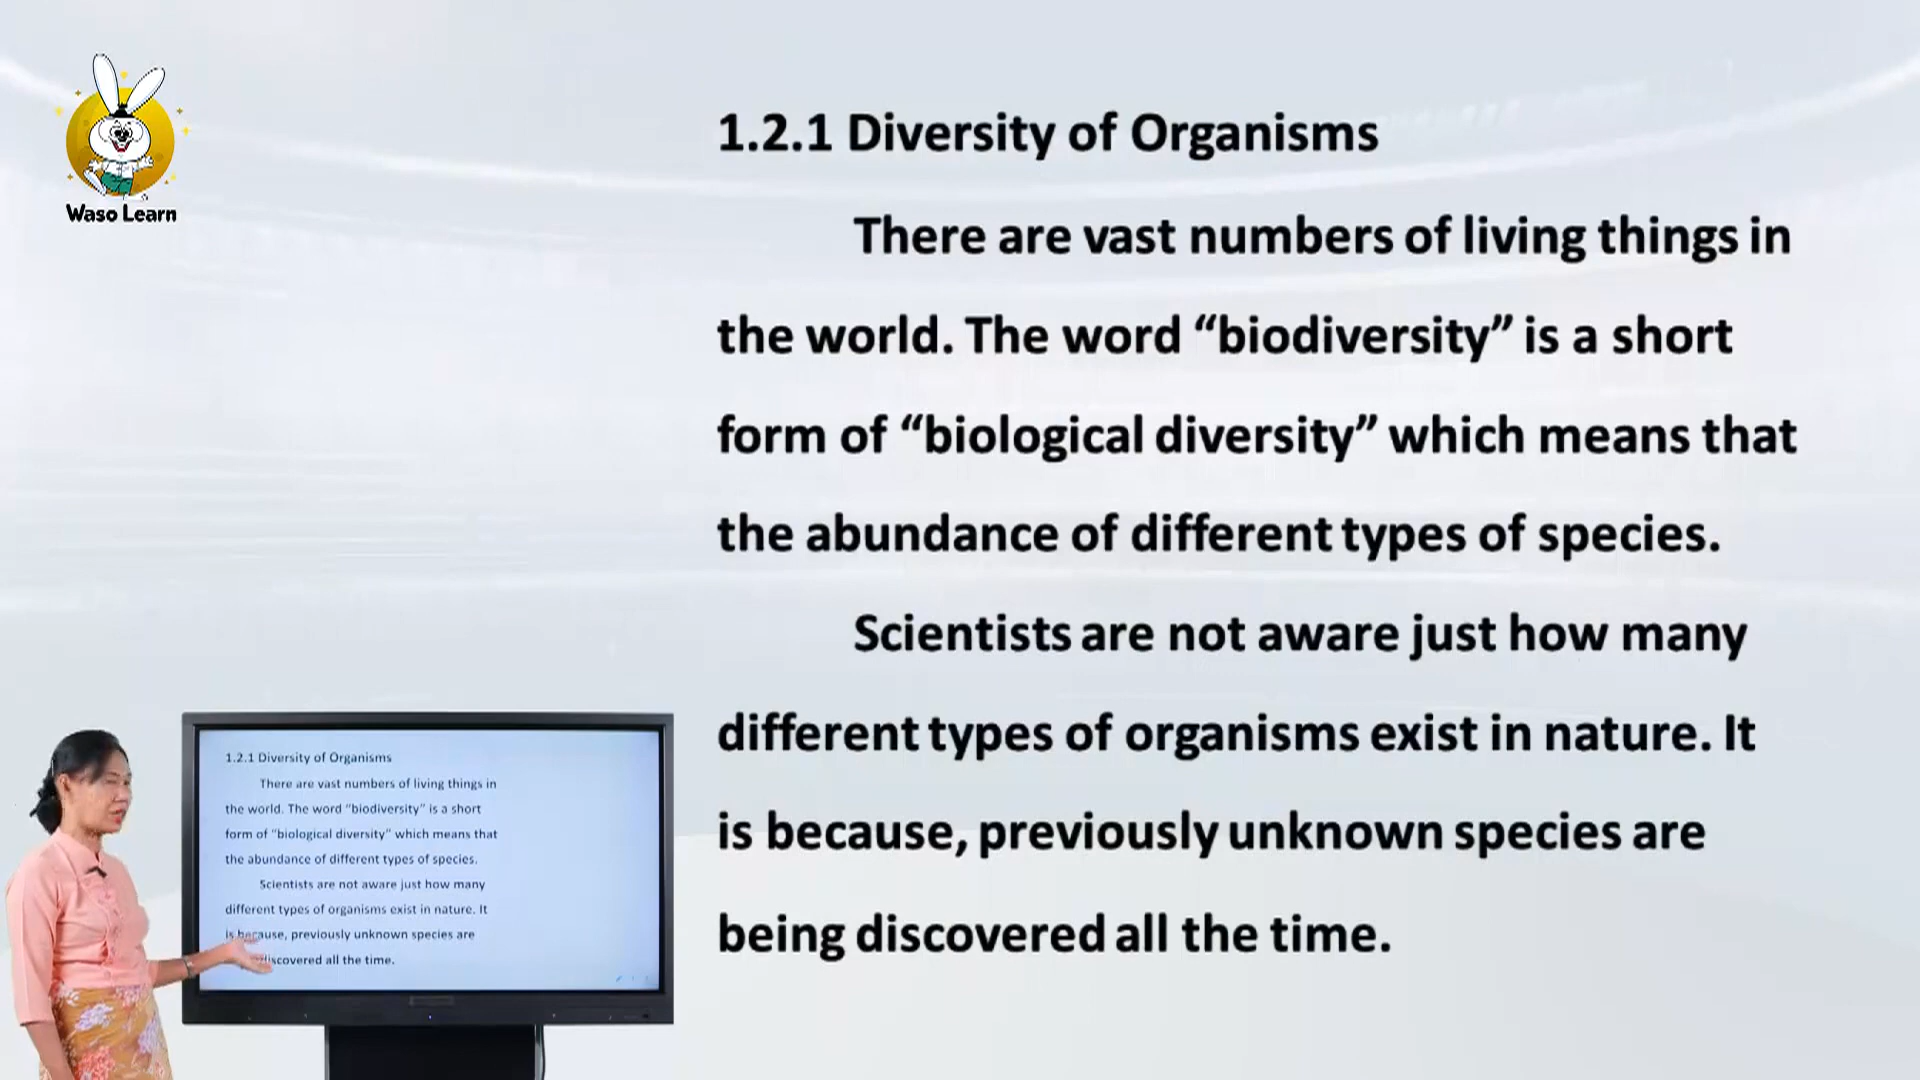 Waso Learn
1.2.1 Diversity of Organisms
There are vast numbers of living things in
the world. The word “biodiversity” is a short
form of “biological diversity” which means that
the abundance of different types of species.
Scientists are not aware just how many
different types of organisms exist in nature. It
is because, previously unknown species are
being discovered all the time.
1.2.1 Diversity of Organisms
There are vast numbers of living things in
the world. The word “biodiversity” is a short
form of “biological diversity” which means that
the abundance of different types of species.
Scientists are not aware just how many
different types of organisms exist in nature. It
is because, previously unknown species are
discovered all the time.